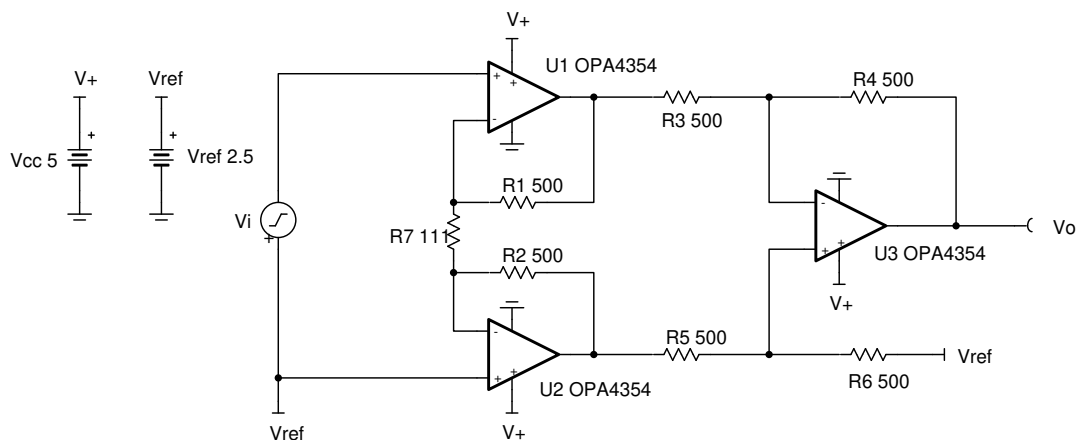 V+
U1 OPA4354
R4 500
V+
Vref
+
+
-
R3 500
+
+
Vcc 5
Vref 2.5
R1 500
Vi
+
R7 111
-
+
+
Vo
U3 OPA4354
R2 500
V+
-
+
+
R5 500
Vref
R6 500
U2 OPA4354
Vref
V+